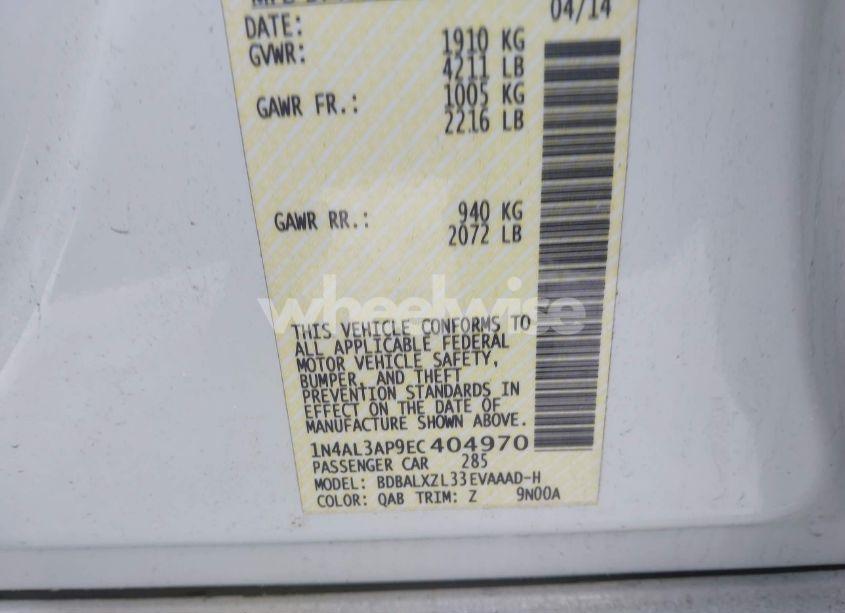 04/14
DATE:
GVWR: 1910 KG
4211 LB
GAWR FR.: 1005 KG
2216 LB
GAWR RR.: 940 KG
2072 LB
wheelwise
THIS VEHICLE CONFORMS TO
ALL APPLICABLE FEDERAL
MOTOR VEHICLE SAFETY,
BUMPER, AND THEFT
PREVENTION STANDARDS IN
EFFECT ON THE DATE OF
MANUFACTURE SHOWN ABOVE.
1N4AL3AP9EC404970
PASSENGER CAR 285
MODEL: BDBALXZL33EVAAAD-H
COLOR: QAB TRIM: Z 9N00A